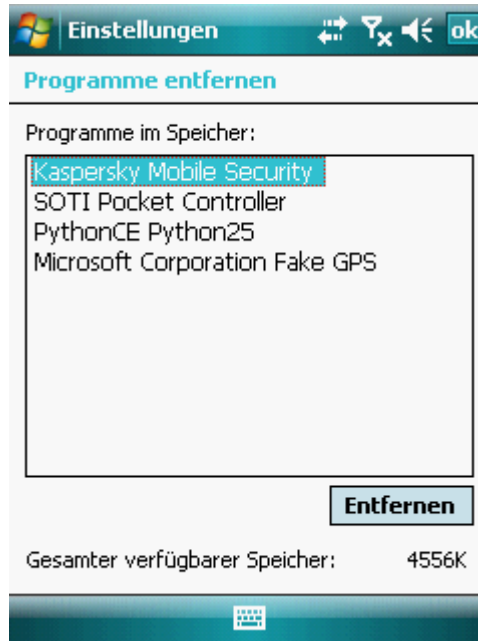 Einstellungen ok
Programme entfernen
Programme im Speicher:
Kaspersky Mobile Security
SOTI Pocket Controller
PythonCE Python25
Microsoft Corporation Fake GPS
Entfernen
Gesamter verfügbarer Speicher: 4556K